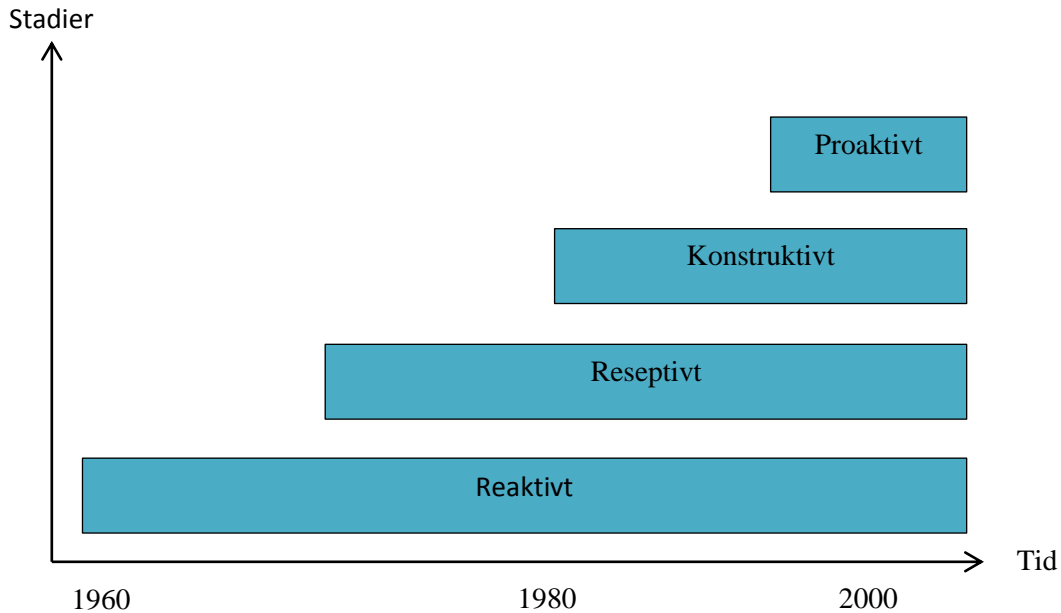 Stadier
Proaktivt
Konstruktivt
Reseptivt
Reaktivt
Tid
1960
1980
2000